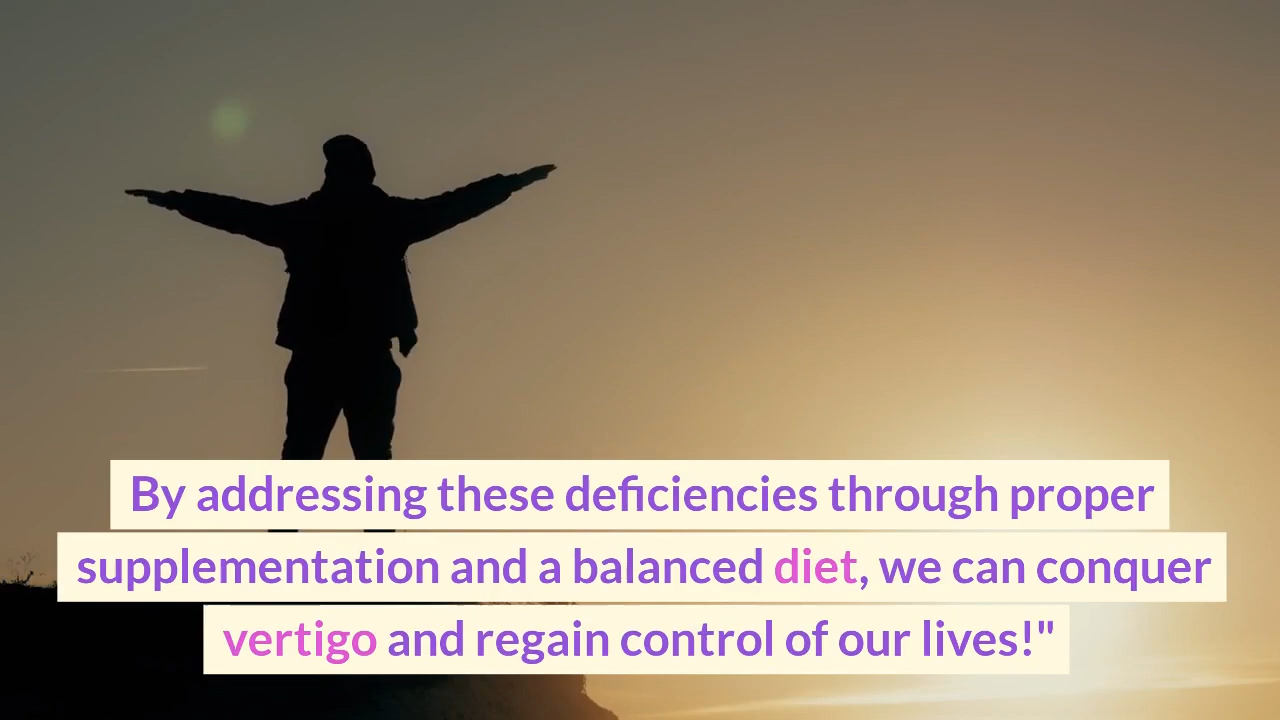 By addressing these deficiencies through proper
supplementation and a balanced diet, we can conquer
vertigo and regain control of our lives!"